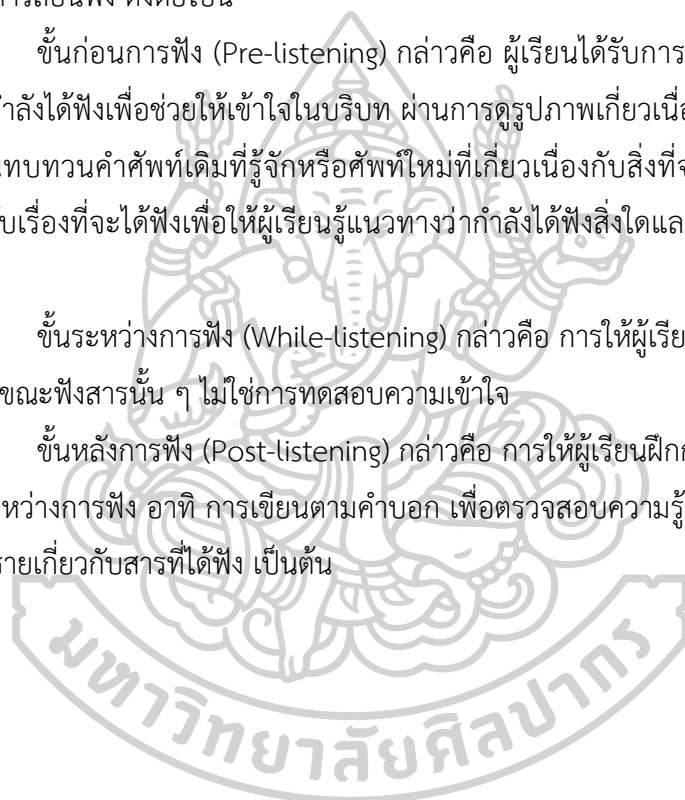 ขั้นก่อนการฟัง (Pre-listening) กล่าวคือ ผู้เรียนได้รับการ
กำลังได้ฟังเพื่อช่วยให้เข้าใจในบริบท ผ่านการดูรูปภาพเกี่ยวเนื่อ
นทบทวนคำศัพท์เดิมที่รู้จักหรือศัพท์ใหม่ที่เกี่ยวเนื่องกับสิ่งที่จ
ับเรื่องที่จะได้ฟังเพื่อให้ผู้เรียนรู้แนวทางว่ากำลังได้ฟังสิ่งใดและ
ขั้นระหว่างการฟัง (While-listening) กล่าวคือ การให้ผู้เรีย
ขณะฟังสารนั้น ๆ ไม่ใช่การทดสอบความเข้าใจ
ขั้นหลังการฟัง (Post-listening) กล่าวคือ การให้ผู้เรียนฝึกก
หว่างการฟัง อาทิ การเขียนตามคำบอก เพื่อตรวจสอบความรู้
รายเกี่ยวกับสารที่ได้ฟัง เป็นต้น
มหาวิทยาลัยศิลปากร